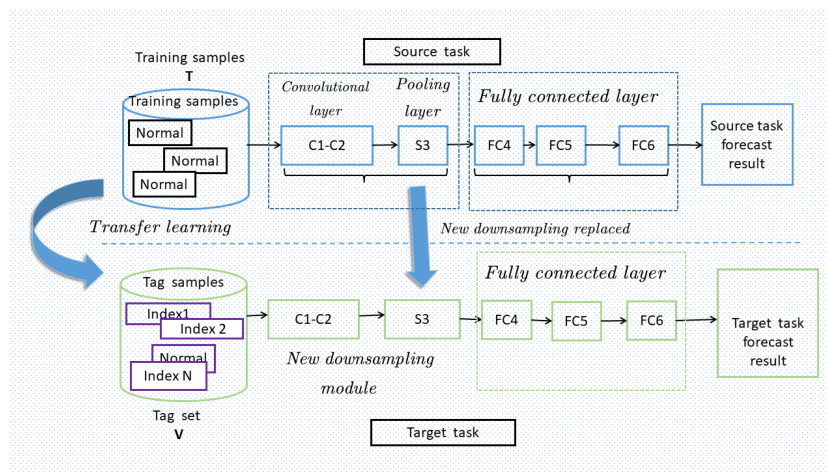 Source task
Training samples
T
Training samples
Normal
Normal
Normal
Convolutional
layer
Pooling
layer
Fully connected layer
C1-C2
S3
FC4
FC5
FC6
Source task
forecast
result
Transfer learning
New downsampling replaced
Tag samples
Index1
Index 2
Normal
Index N
Tag set
V
C1-C2
S3
New downsampling
module
Fully connected layer
FC4
FC5
FC6
Target task
forecast
result
Target task